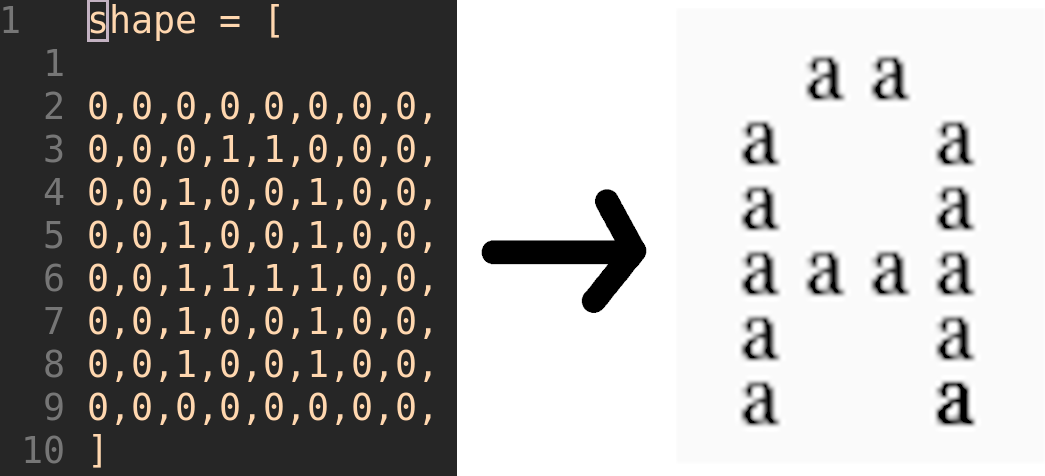 1 shape = [
1
2 0,0,0,0,0,0,0,0,
3 0,0,0,1,1,0,0,0,
4 0,0,1,0,0,1,0,0,
5 0,0,1,0,0,1,0,0,
6 0,0,1,1,1,1,0,0,
7 0,0,1,0,0,1,0,0,
8 0,0,1,0,0,1,0,0,
9 0,0,0,0,0,0,0,0,
10 ]
a a
a a
a a
a a a a
a a
a a